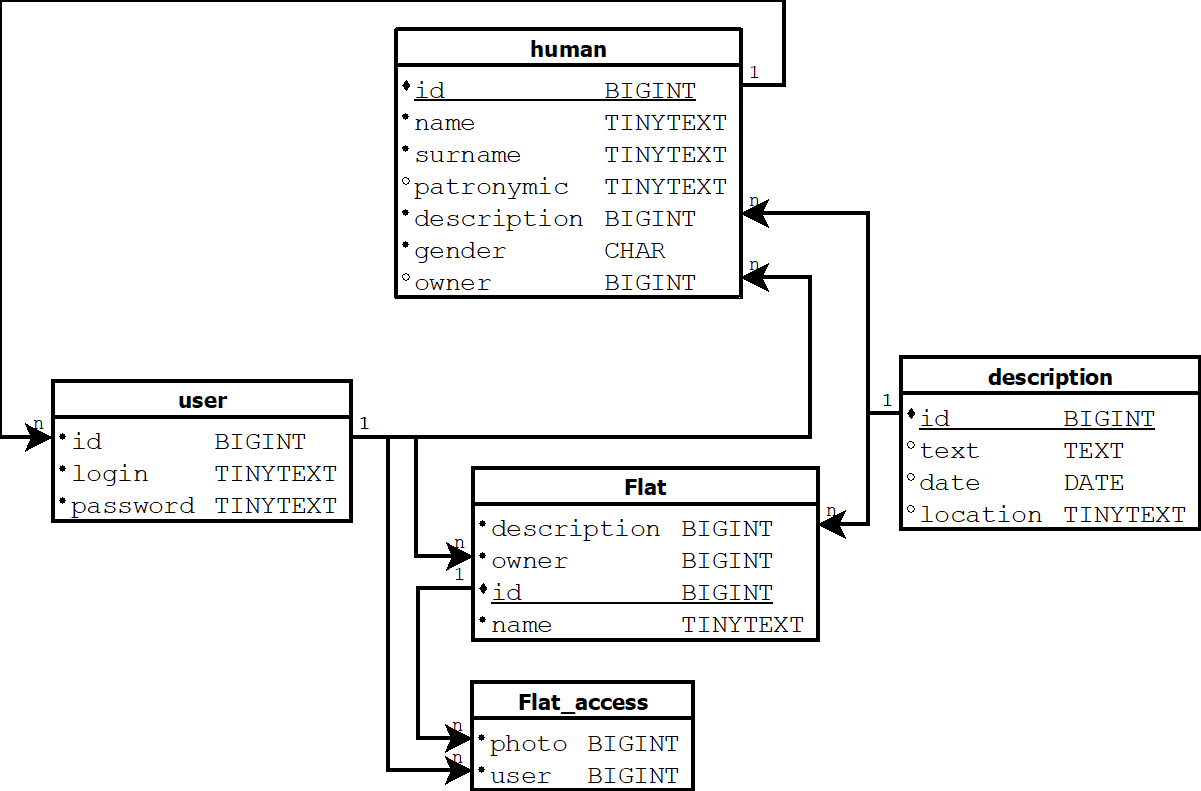 human
1
id BIGINT
name TINYTEXT
surname TINYTEXT
patronymic TINYTEXT
n
description BIGINT
gender CHAR
n
owner BIGINT
user
n
1
id BIGINT
login TINYTEXT
password TINYTEXT
description
1
id BIGINT
text TEXT
date DATE
location TINYTEXT
Flat
n
description BIGINT
n
owner BIGINT
1
id BIGINT
name TINYTEXT
Flat_access
n
photo BIGINT
n
user BIGINT